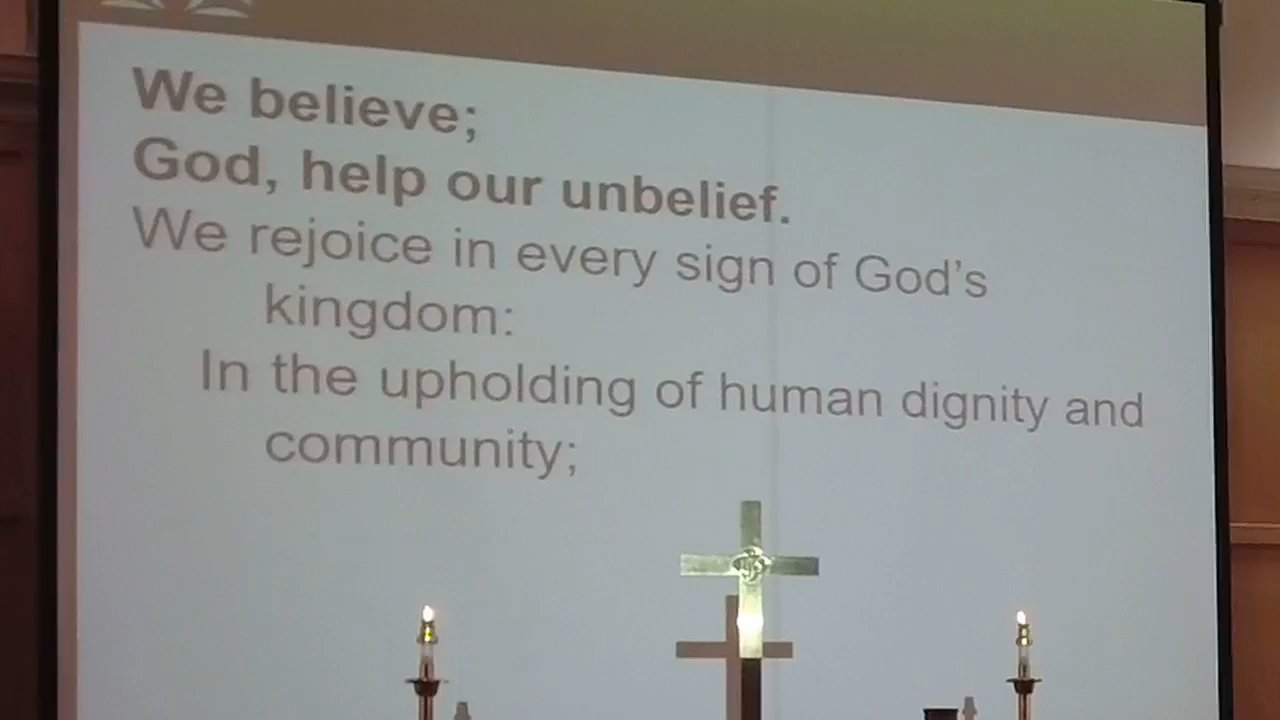 We believe;
God, help our unbelief.
We rejoice in every sign of God's
kingdom:
In the upholding of human dignity and
community;